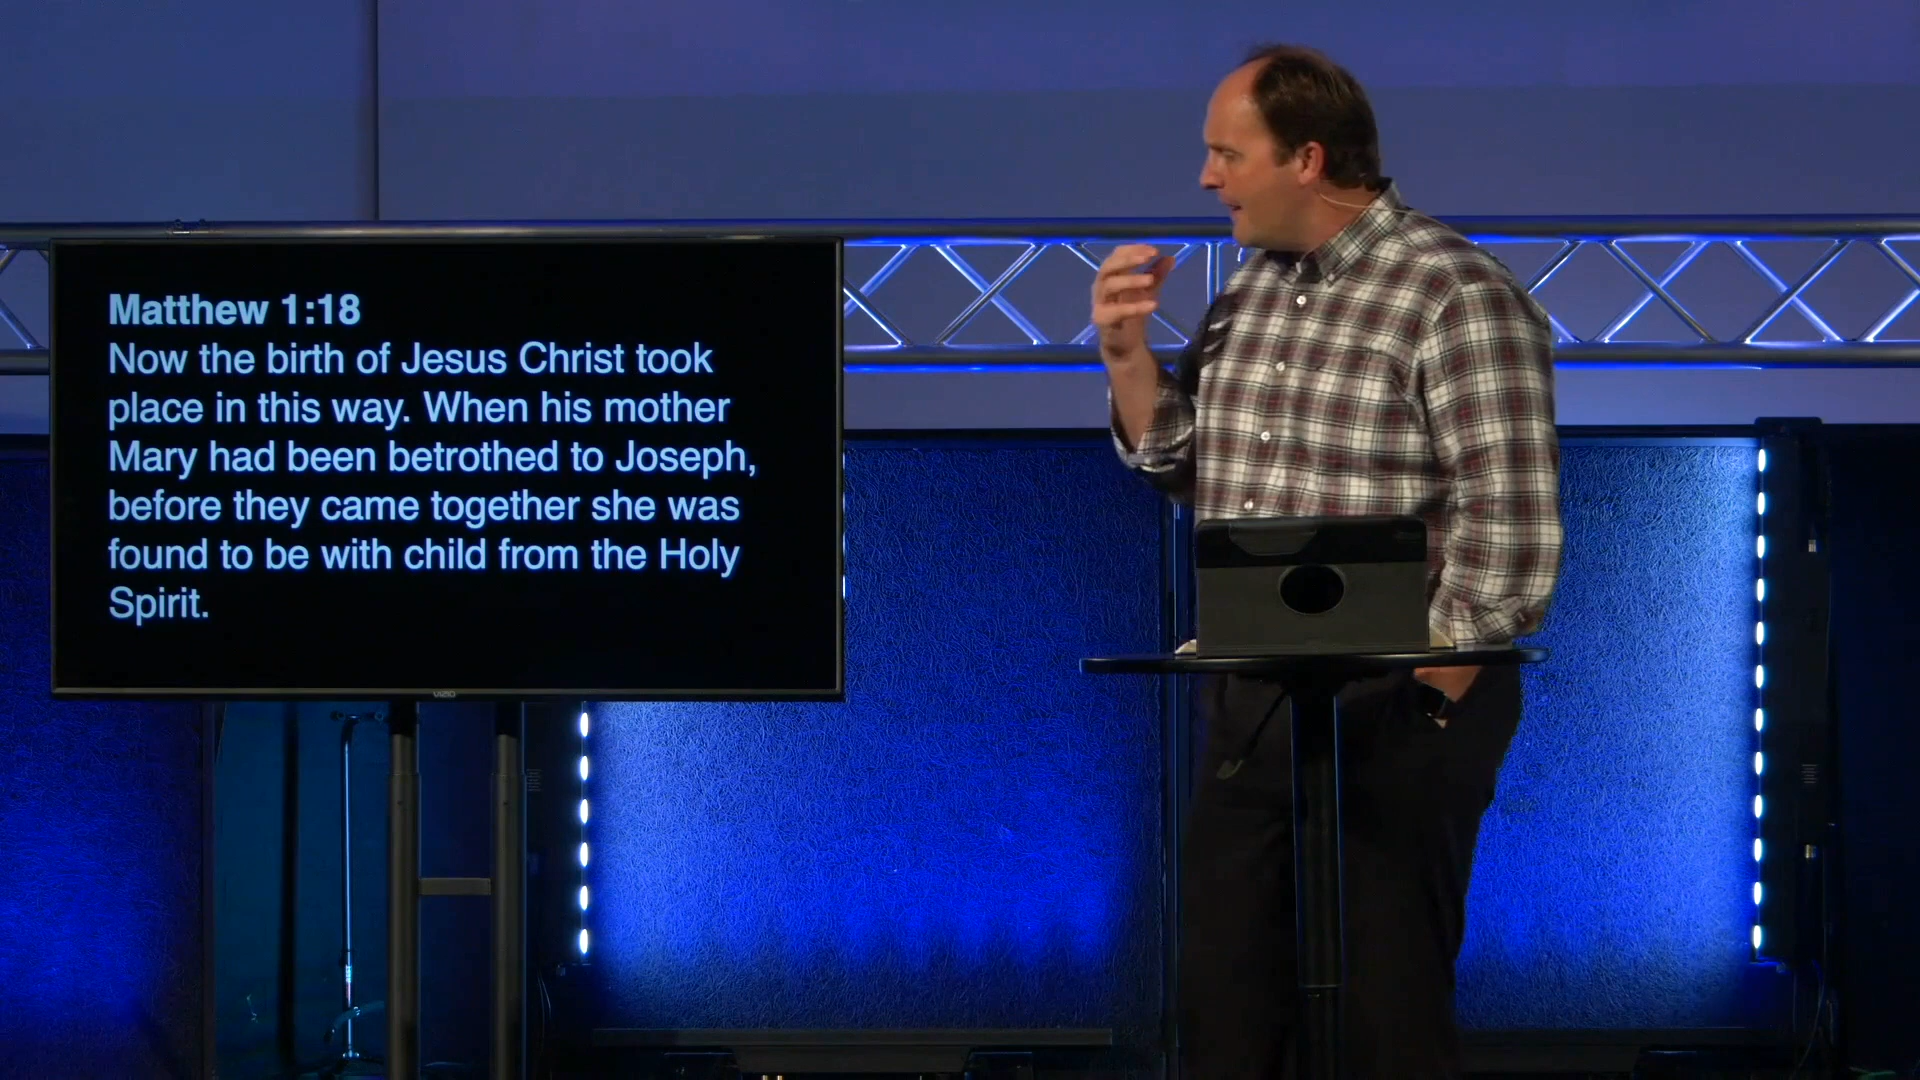 Matthew 1:18
Now the birth of Jesus Christ took
place in this way. When his mother
Mary had been betrothed to Joseph,
before they came together she was
found to be with child from the Holy
Spirit.
VIZIO